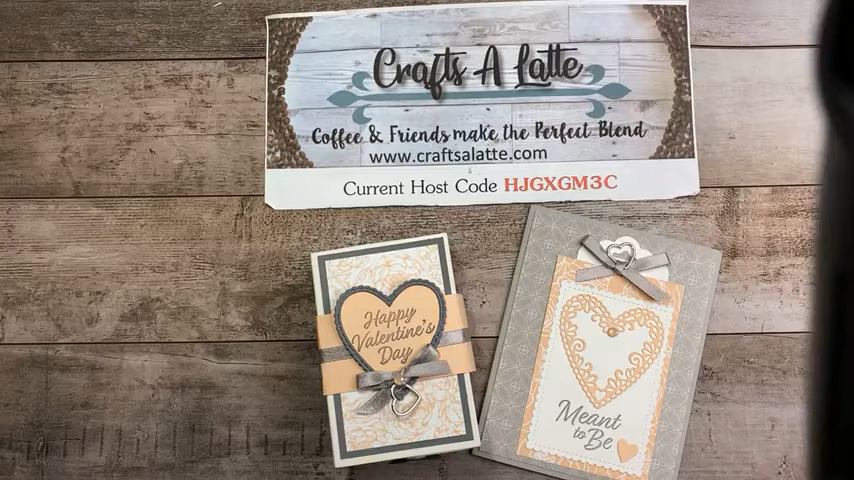 Crafts A Latte
Coffee & Friends make the Perfect Blend
www.craftsalatte.com
Current Host Code HJGXGM3C
Happy
Valentine's
Day
Meant
to Be